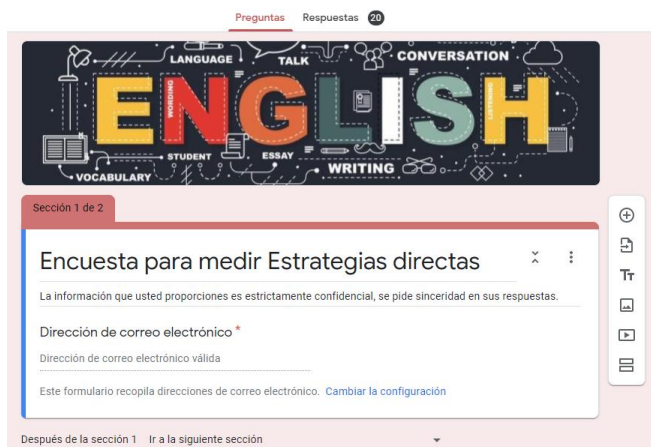 Preguntas Respuestas 20
LANGUAGE TALK CONVERSATION
ENGLISH
WORDING
LISTENING
STUDENT ESSAY
VOCABULARY WRITING
Sección 1 de 2
Encuesta para medir Estrategias directas
La información que usted proporciones es estrictamente confidencial, se pide sinceridad en sus respuestas.
Dirección de correo electrónico *
Dirección de correo electrónico válida
Este formulario recopila direcciones de correo electrónico. Cambiar la configuración
Después de la sección 1 Ir a la siguiente sección
Tт